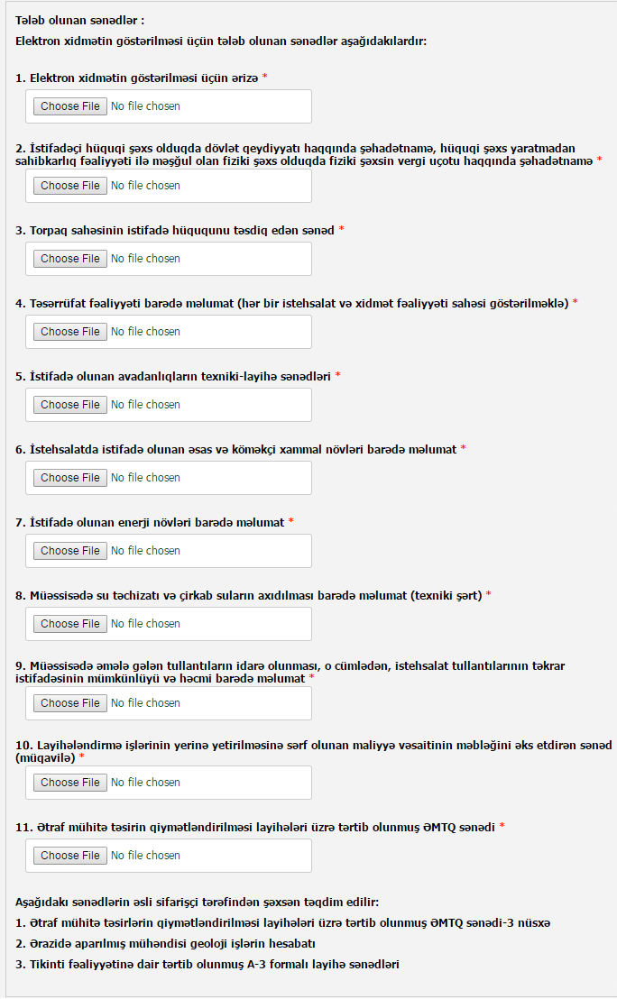 Tələb olunan sənədlər :
Elektron xidmətin göstərilməsi üçün tələb olunan sənədlər aşağıdakılardır:
1. Elektron xidmətin göstərilməsi üçün ərizə *
Choose File No file chosen
2. İstifadəçi hüquqi şəxs olduqda dövlət qeydiyyatı haqqında şəhadətnamə, hüquqi şəxs yaratmadan
sahibkarlıq fəaliyyəti ilə məşğul olan fiziki şəxs olduqda fiziki şəxsin vergi uçotu haqqında şəhadətnamə *
Choose File No file chosen
3. Torpaq sahəsinin istifadə hüququnu təsdiq edən sənəd *
Choose File No file chosen
4. Təsərrüfat fəaliyyəti barədə məlumat (hər bir istehsalat və xidmət fəaliyyəti sahəsi göstərilməklə) *
Choose File No file chosen
5. İstifadə olunan avadanlıqların texniki-layihə sənədləri *
Choose File No file chosen
6. İstehsalatda istifadə olunan əsas və köməkçi xammal növləri barədə məlumat *
Choose File No file chosen
7. İstifadə olunan enerji növləri barədə məlumat *
Choose File No file chosen
8. Müəssisədə su təchizatı və çirkab suların axıdılması barədə məlumat (texniki şərt) *
Choose File No file chosen
9. Müəssisədə əmələ gələn tullantıların idarə olunması, o cümlədən, istehsalat tullantılarının təkrar
istifadəsinin mümkünlüyü və həcmi barədə məlumat *
Choose File No file chosen
10. Layihələndirmə işlərinin yerinə yetirilməsinə sərf olunan maliyyə vəsaitinin məbləğini əks etdirən sənəd
(müqavilə) *
Choose File No file chosen
11. Ətraf mühitə təsirin qiymətləndirilməsi layihələri üzrə tərtib olunmuş ƏMTQ sənədi *
Choose File No file chosen
Aşağıdakı sənədlərin əsli sifarişçi tərəfindən şəxsən təqdim edilir:
1. Ətraf mühitə təsirlərin qiymətləndirilməsi layihələri üzrə tərtib olunmuş ƏMTQ sənədi-3 nüsxə
2. Ərazidə aparılmış mühəndisi geoloji işlərin hesabatı
3. Tikinti fəaliyyətinə dair tərtib olunmuş A-3 formalı layihə sənədləri